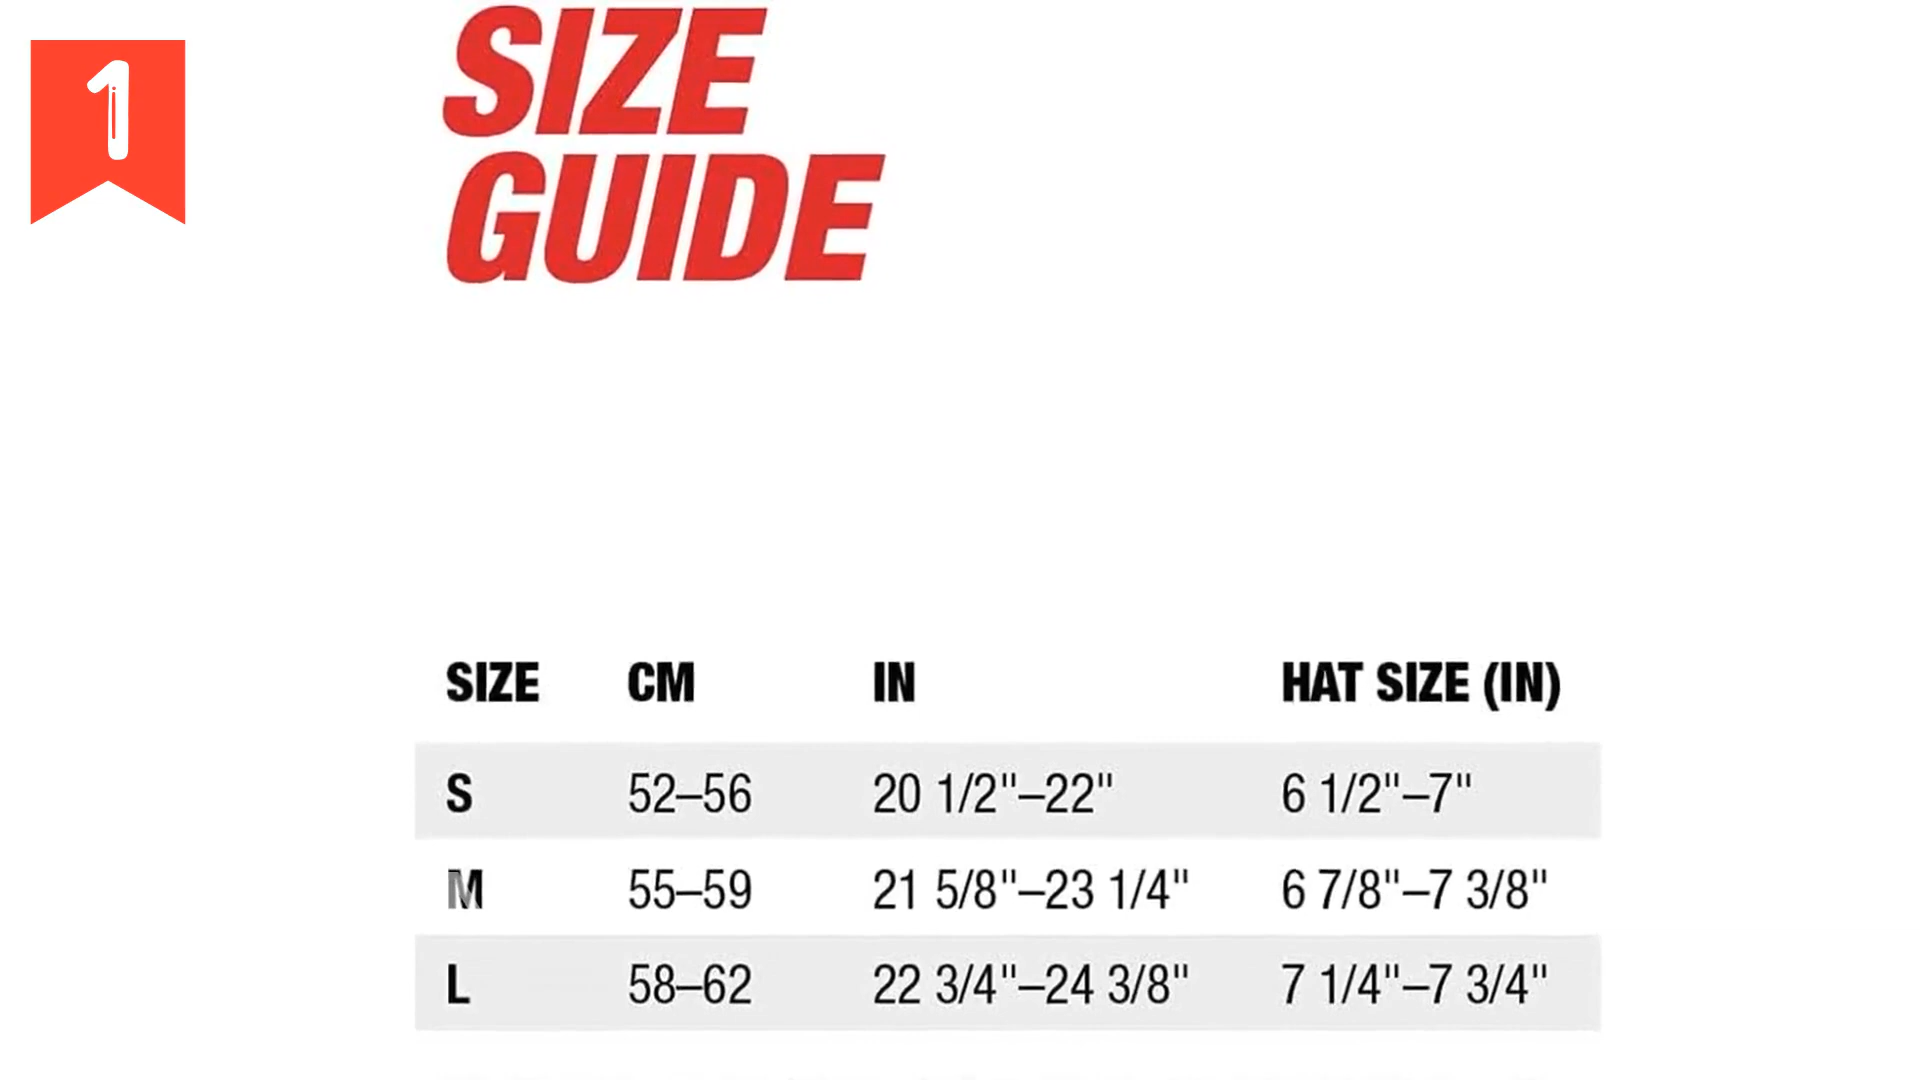 1
SIZE
GUIDE
SIZE CM IN HAT SIZE (IN)
S 52–56 20 1/2"–22" 6 1/2"–7"
M 55–59 21 5/8"–23 1/4" 6 7/8"–7 3/8"
L 58–62 22 3/4"–24 3/8" 7 1/4"–7 3/4"